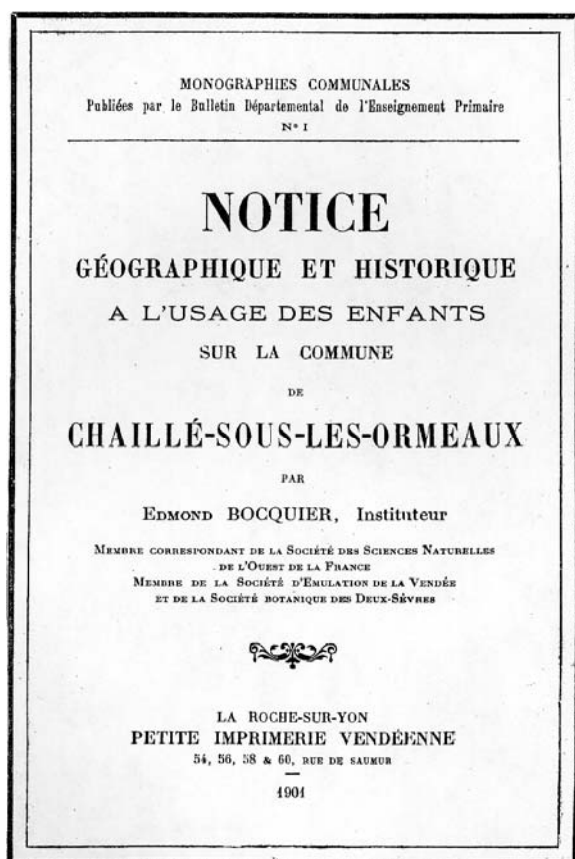 MONOGRAPHIES COMMUNALES
Publiées par le Bulletin Départemental de l'Enseignement Primaire
N° I
NOTICE
GÉOGRAPHIQUE ET HISTORIQUE
A L'USAGE DES ENFANTS
SUR LA COMMUNE
DE
CHAILLÉ-SOUS-LES-ORMEAUX
PAR
EDMOND BOCQUIER, Instituteur
MEMBRE CORRESPONDANT DE LA SOCIÉTÉ DES SCIENCES NATURELLES
DE L'OUEST DE LA FRANCE
MEMBRE DE LA SOCIÉTÉ D'EMULATION DE LA VENDÉE
ET DE LA SOCIÉTÉ BOTANIQUE DES DEUX-SÈVRES
LA ROCHE-SUR-YON
PETITE IMPRIMERIE VENDÉENNE
54, 56, 58 & 60, RUE DE SAUMUR
1901